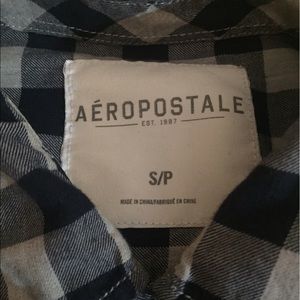 AÉROPOSTALE
EST. 1987
S/P
MADE IN CHINA/FABRIQUÉ EN CHINE